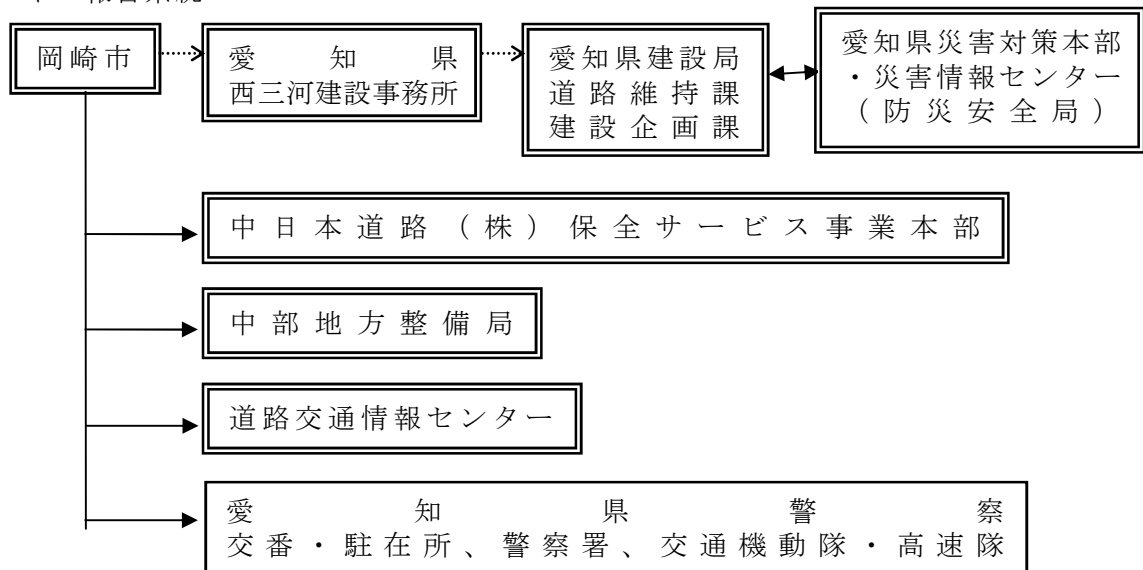 岡崎市
愛知県
西三河建設事務所
愛知県建設局
道路維持課
建設企画課
愛知県災害対策本部
・災害情報センター
（防災安全局）
中日本道路（株）保全サービス事業本部
中部地方整備局
道路交通情報センター
愛知県警察
交番・駐在所、警察署、交通機動隊・高速隊